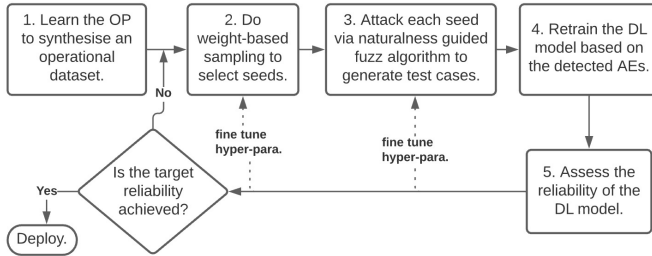 1. Learn the OP
to synthesise an
operational
dataset.
2. Do
weight-based
sampling to
select seeds.
3. Attack each seed
via naturalness guided
fuzz algorithm to
generate test cases.
4. Retrain the DL
model based on
the detected AEs.
No
fine tune
hyper-para.
fine tune
hyper-para.
Is the target
reliability
achieved?
5. Assess the
reliability of the
DL model.
Yes
Deploy.